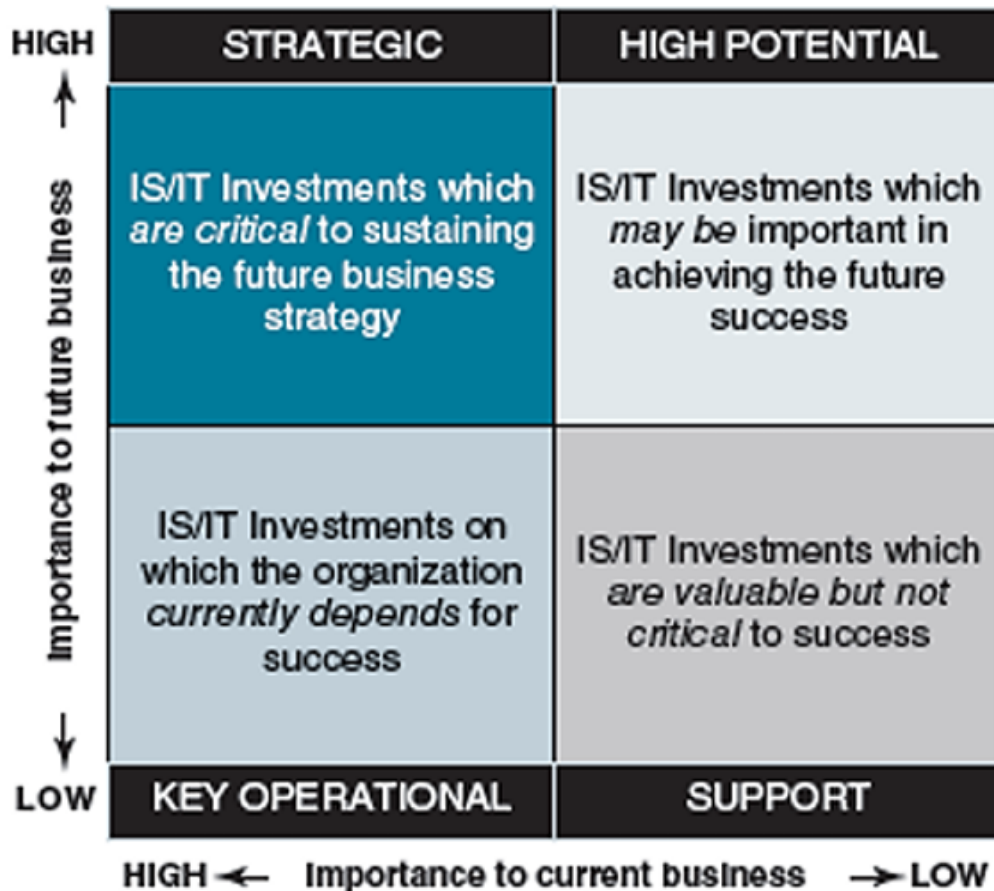 HIGH
STRATEGIC
HIGH POTENTIAL
Importance to future business
IS/IT Investments which
are critical to sustaining
the future business
strategy
IS/IT Investments which
may be important in
achieving the future
success
IS/IT Investments on
which the organization
currently depends for
success
IS/IT Investments which
are valuable but not
critical to success
LOW
KEY OPERATIONAL
SUPPORT
HIGH ← Importance to current business → LOW